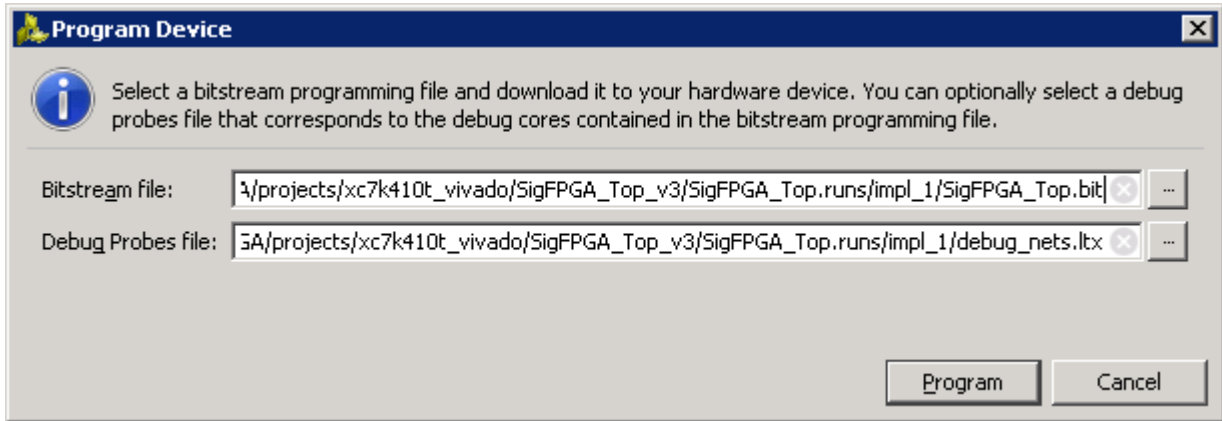 Program Device
Select a bitstream programming file and download it to your hardware device. You can optionally select a debug
probes file that corresponds to the debug cores contained in the bitstream programming file.
Bitstream file: /projects/xc7k410t_vivado/SigFPGA_Top_v3/SigFPGA_Top.runs/impl_1/SigFPGA_Top.bit ...
Debug Probes file: GA/projects/xc7k410t_vivado/SigFPGA_Top_v3/SigFPGA_Top.runs/impl_1/debug_nets.ltx ...
Program Cancel